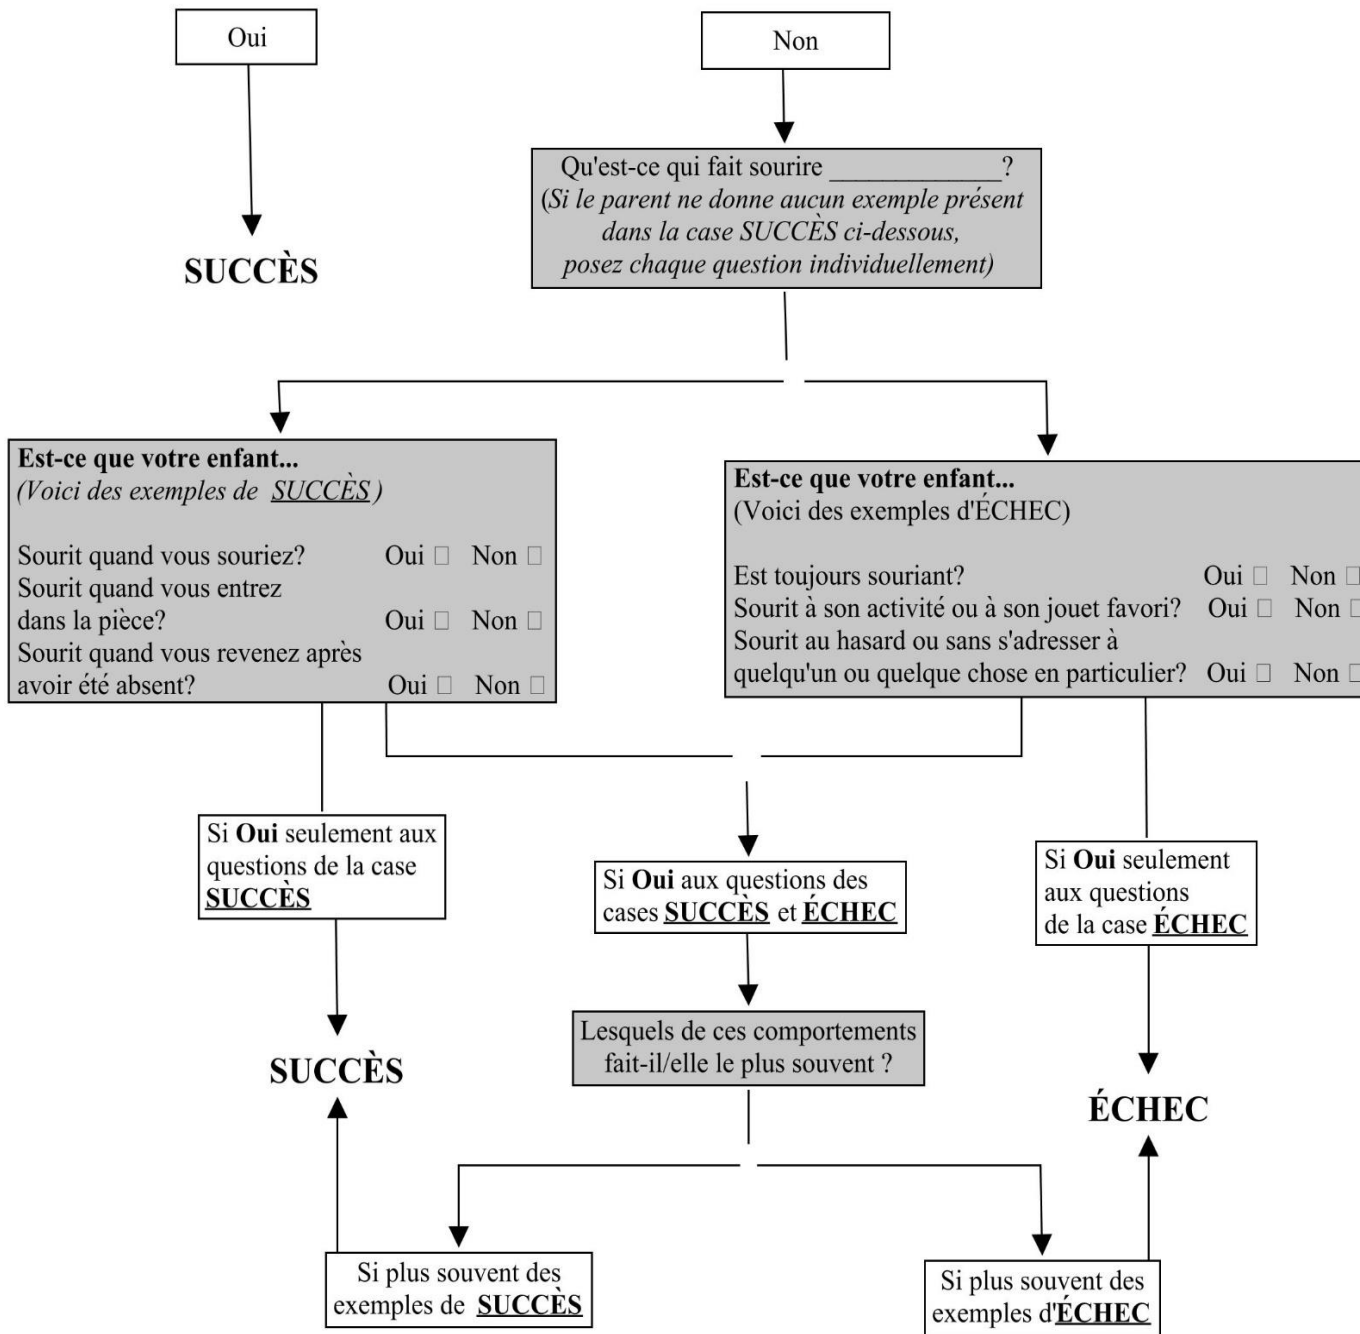 Oui
Non
Qu'est-ce qui fait sourire _____________?
(Si le parent ne donne aucun exemple présent
dans la case SUCCÈS ci-dessous,
posez chaque question individuellement)
SUCCÈS
Est-ce que votre enfant...
(Voici des exemples de SUCCÈS)
Sourit quand vous souriez? Oui □ Non □
Sourit quand vous entrez
dans la pièce? Oui □ Non □
Sourit quand vous revenez après
avoir été absent? Oui □ Non □
Est-ce que votre enfant...
(Voici des exemples d'ÉCHEC)
Est toujours souriant? Oui □ Non □
Sourit à son activité ou à son jouet favori? Oui □ Non □
Sourit au hasard ou sans s'adresser à
quelqu'un ou quelque chose en particulier? Oui □ Non □
Si Oui seulement aux
questions de la case
SUCCÈS
Si Oui aux questions des
cases SUCCÈS et ÉCHEC
Si Oui seulement
aux questions
de la case ÉCHEC
Lesquels de ces comportements
fait-il/elle le plus souvent ?
SUCCÈS
ÉCHEC
Si plus souvent des
exemples de SUCCÈS
Si plus souvent des
exemples d'ÉCHEC